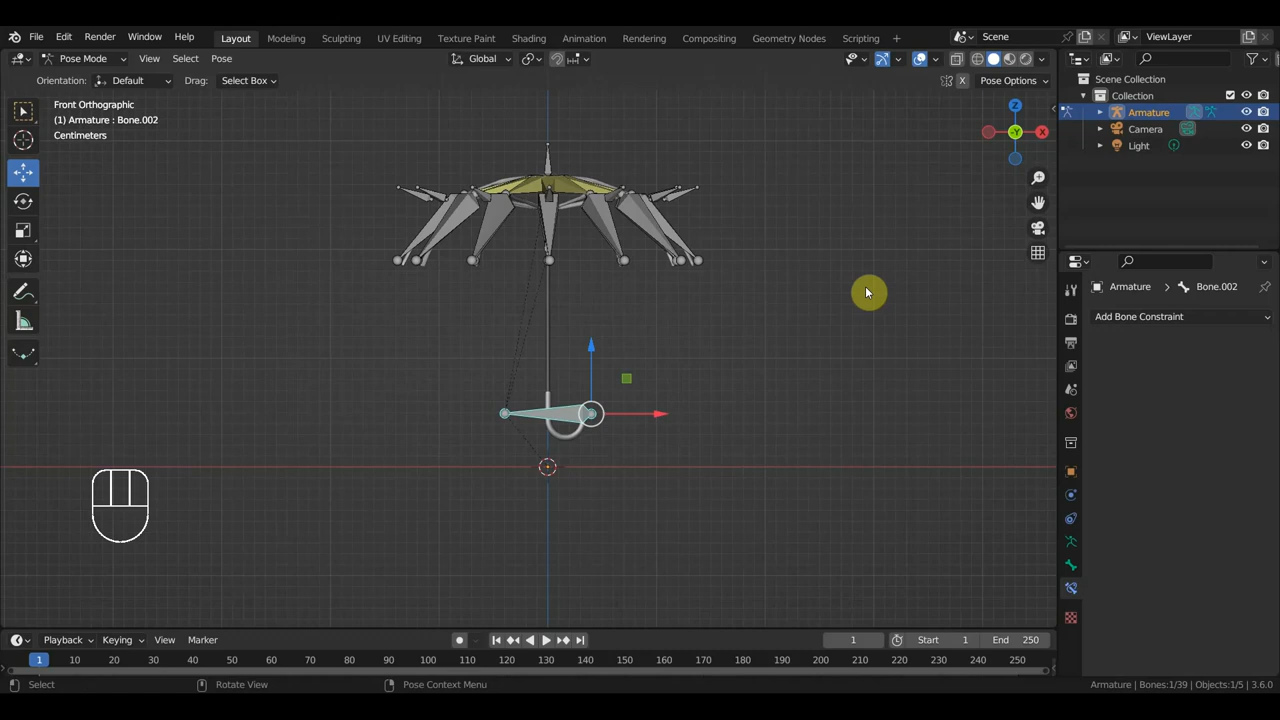 File Edit Render Window Help Layout Modeling Sculpting UV Editing Texture Paint Shading Animation Rendering Compositing Geometry Nodes Scripting + Scene ViewLayer
Pose Mode View Select Pose Global Pose Options
Orientation: Default Drag: Select Box X
Front Orthographic
(1) Armature : Bone.002
Centimeters
Z
X
-Y
Scene Collection
Collection
Armature
Camera
Light
Armature > Bone.002
Add Bone Constraint
Playback Keying View Marker 1 Start 1 End 250
1 10 20 30 40 50 60 70 80 90 100 110 120 130 140 150 160 170 180 190 200 210 220 230 240 250
Select Rotate View Pose Context Menu Armature | Bones:1/39 | Objects:1/5 | 3.6.0